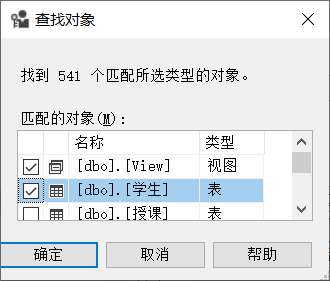 查找对象
找到 541 个匹配所选类型的对象。
匹配的对象(M):
名称 类型
[dbo].[View] 视图
[dbo].[学生] 表
[dbo].[授课] 表
确定 取消 帮助